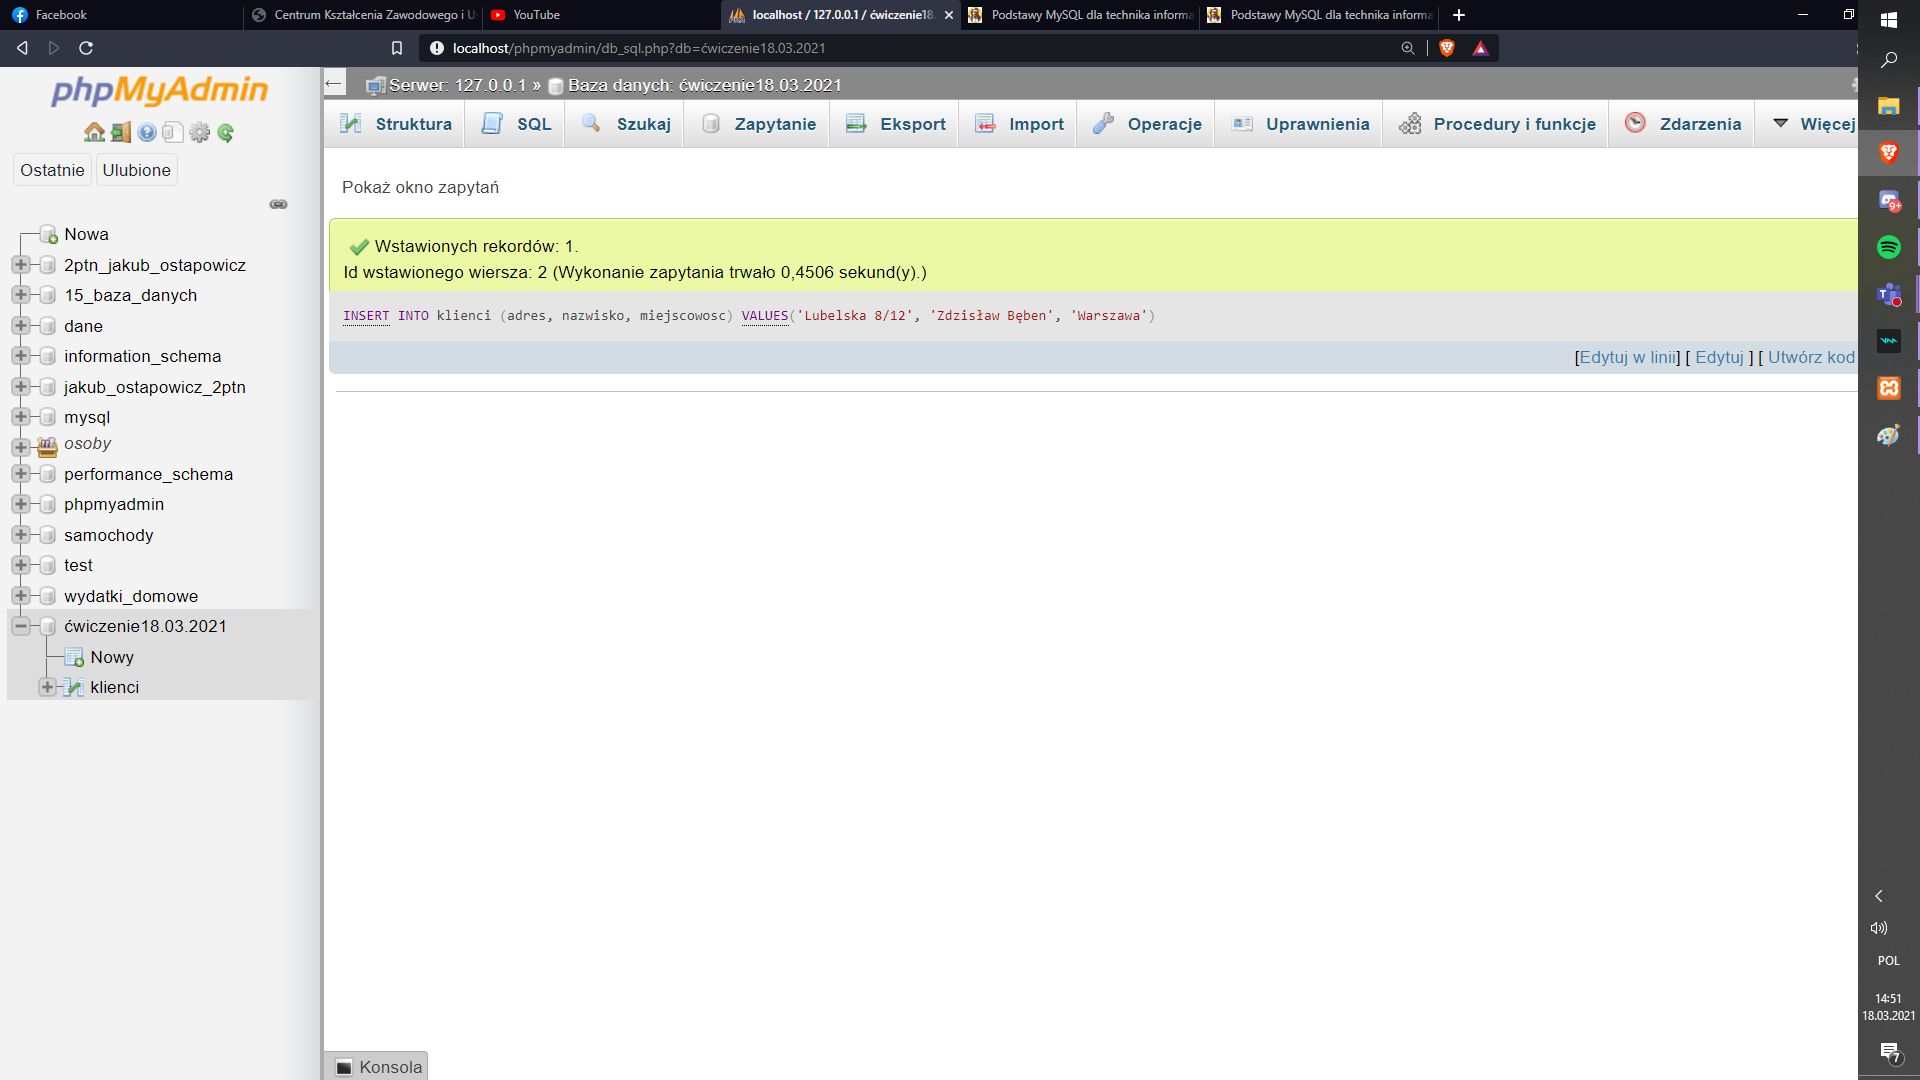 Facebook
Centrum Kształcenia Zawodowego i Us
YouTube
localhost / 127.0.0.1 / ćwiczenie18.
Podstawy MySQL dla technika informa
Podstawy MySQL dla technika informa
localhost/phpmyadmin/db_sql.php?db=ćwiczenie18.03.2021
phpMyAdmin
Ostatnie
Ulubione
Nowa
2ptn_jakub_ostapowicz
15_baza_danych
dane
information_schema
jakub_ostapowicz_2ptn
mysql
osoby
performance_schema
phpmyadmin
samochody
test
wydatki_domowe
ćwiczenie18.03.2021
Nowy
klienci
Serwer: 127.0.0.1 » Baza danych: ćwiczenie18.03.2021
Struktura
SQL
Szukaj
Zapytanie
Eksport
Import
Operacje
Uprawnienia
Procedury i funkcje
Zdarzenia
Więcej
Pokaż okno zapytań
Wstawionych rekordów: 1.
Id wstawionego wiersza: 2 (Wykonanie zapytania trwało 0,4506 sekund(y).)
INSERT INTO klienci (adres, nazwisko, miejscowosc) VALUES('Lubelska 8/12', 'Zdzisław Bęben', 'Warszawa')
[Edytuj w linii] [ Edytuj ] [ Utwórz kod
Konsola
9+
POL
14:51
18.03.2021
7